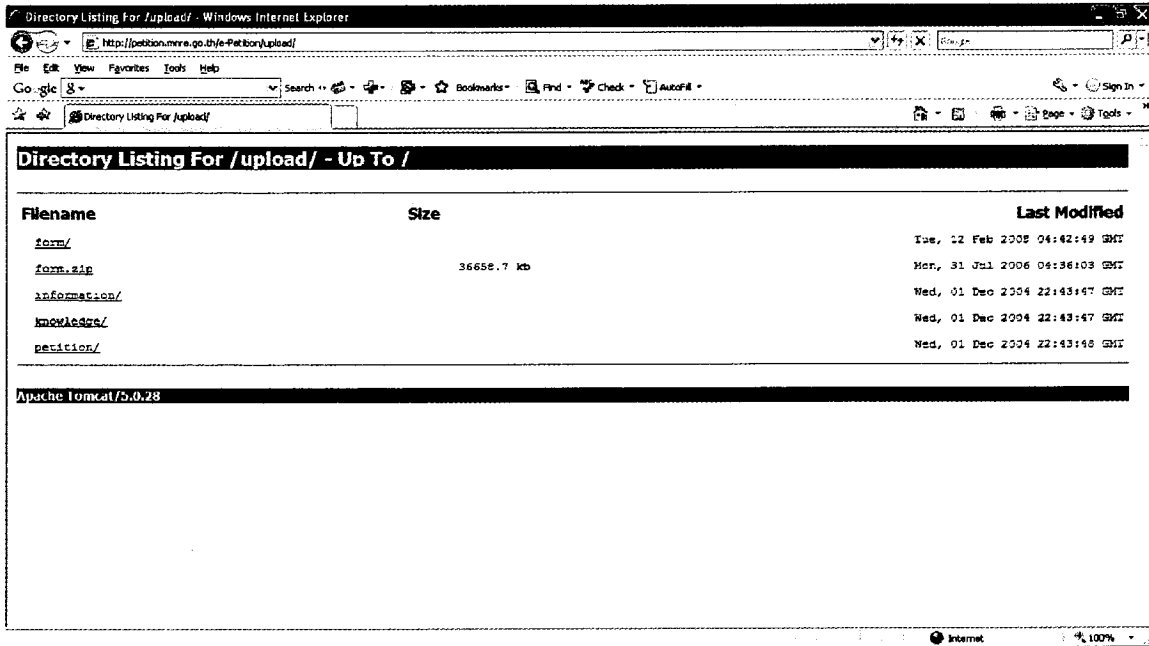 Directory Listing For /upload/ - Windows Internet Explorer
http://petition.mnre.go.th/e-Petition/upload/
Google
File Edit View Favorites Tools Help
Google Search Bookmarks Find Check AutoFill Sign In
Directory Listing For /upload/ Page Tools
Directory Listing For /upload/ - Up To /
Filename Size Last Modified
form/ Tue, 12 Feb 04:42:49 GMT
form.zip 36658.7 kb Mon, 31 Jul 2006 04:36:03 GMT
information/ Wed, 01 Dec 2004 22:43:47 GMT
knowledge/ Wed, 01 Dec 2004 22:43:47 GMT
petition/ Wed, 01 Dec 2004 22:43:48 GMT
Apache Tomcat/5.0.28
Internet 100%